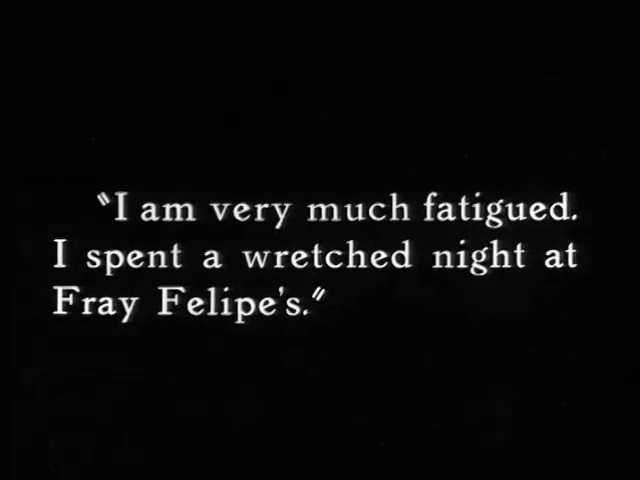 "I am very much fatigued.
I spent a wretched night at
Fray Felipe's."